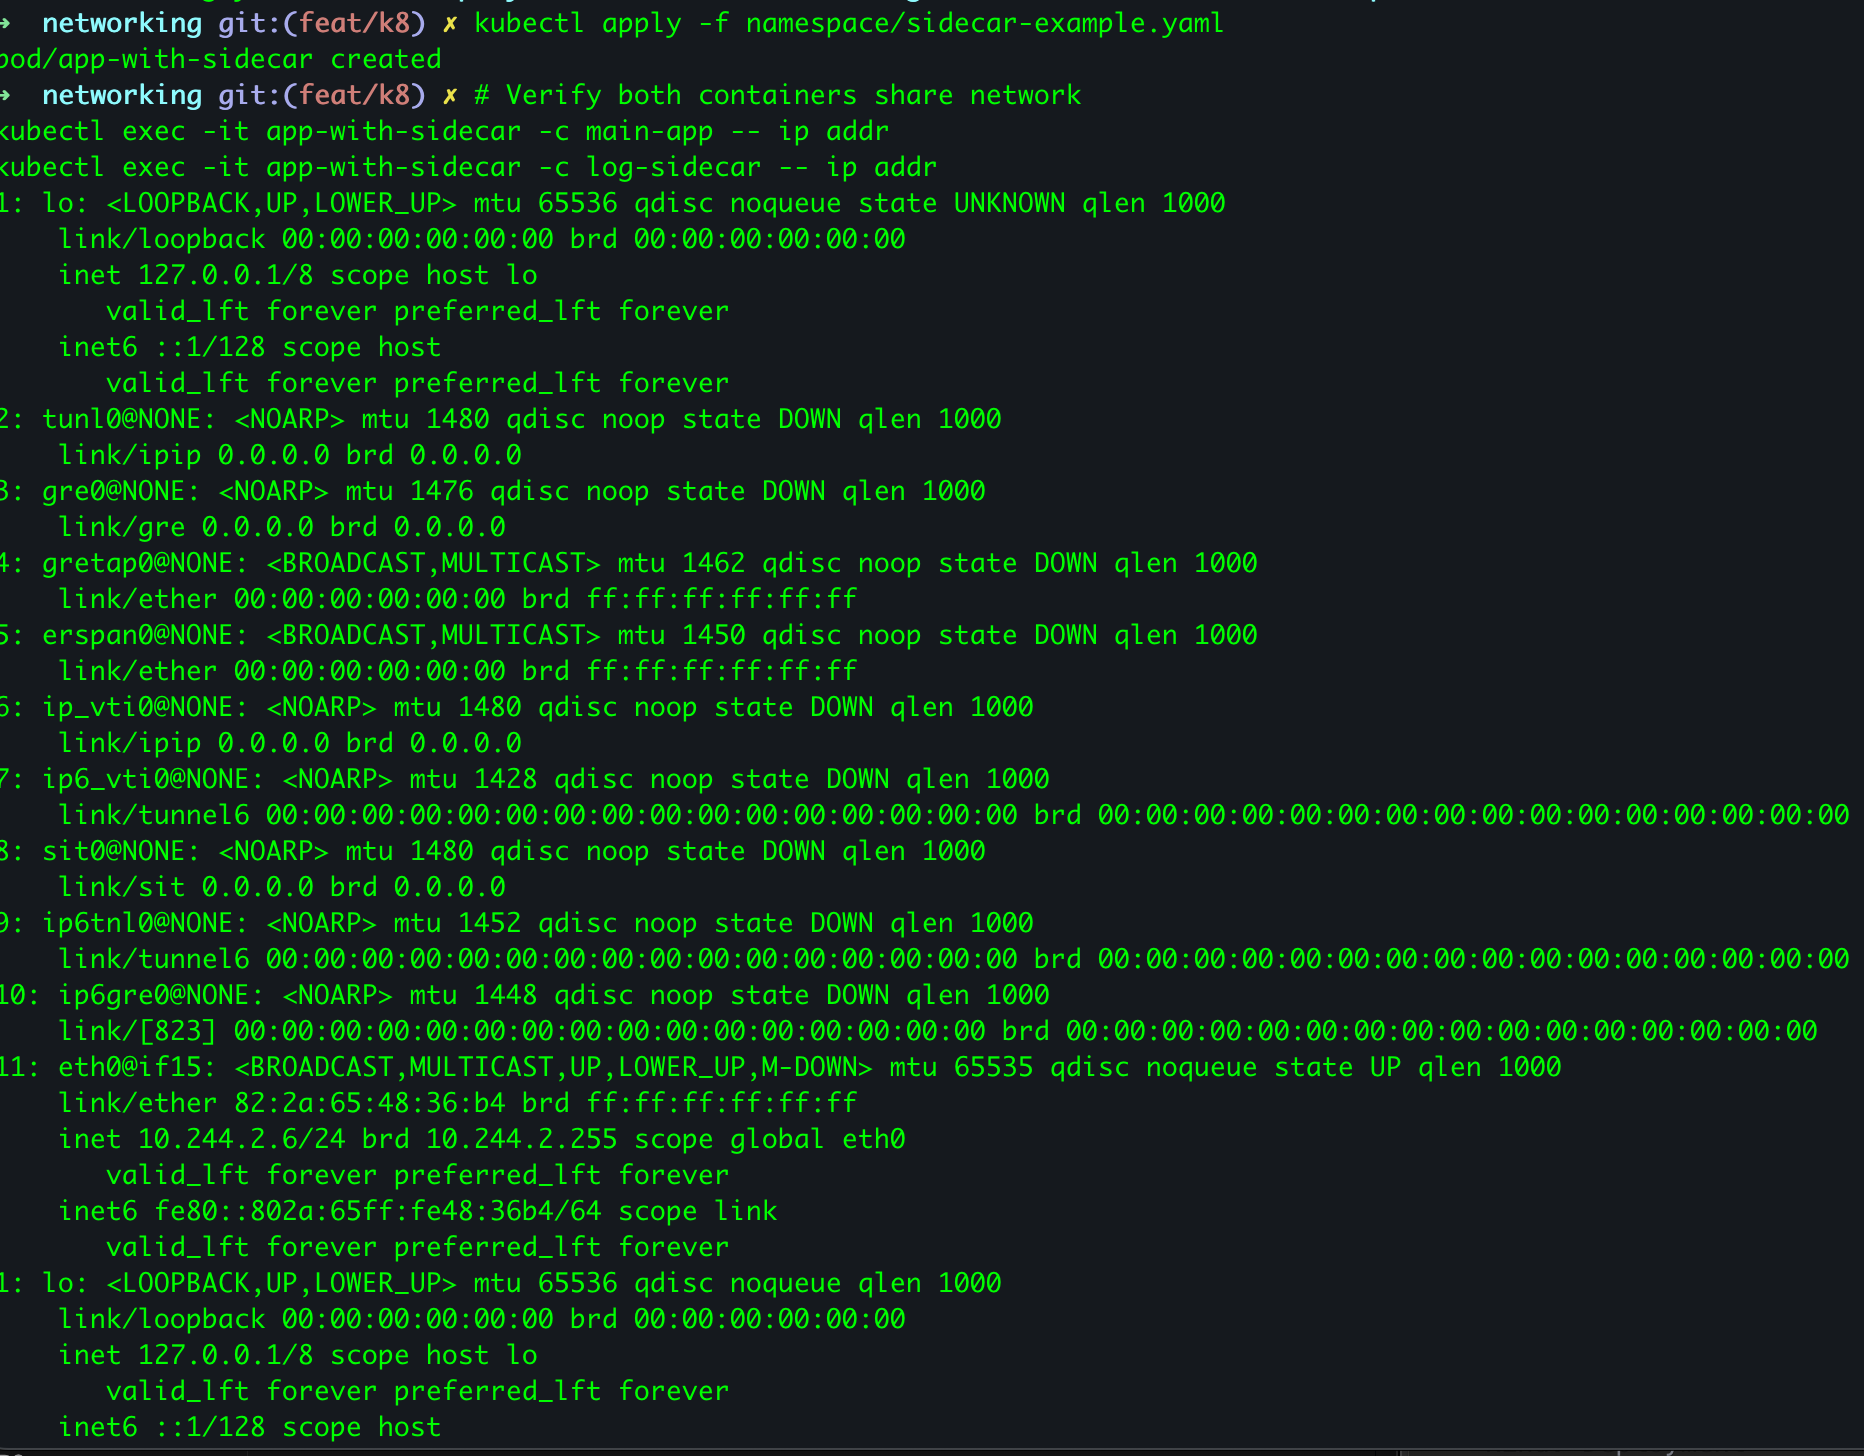 ➜  networking git:(feat/k8) ✗ kubectl apply -f namespace/sidecar-example.yaml
pod/app-with-sidecar created
➜  networking git:(feat/k8) ✗ # Verify both containers share network
kubectl exec -it app-with-sidecar -c main-app -- ip addr
kubectl exec -it app-with-sidecar -c log-sidecar -- ip addr
1: lo: <LOOPBACK,UP,LOWER_UP> mtu 65536 qdisc noqueue state UNKNOWN qlen 1000
    link/loopback 00:00:00:00:00:00 brd 00:00:00:00:00:00
    inet 127.0.0.1/8 scope host lo
       valid_lft forever preferred_lft forever
    inet6 ::1/128 scope host
       valid_lft forever preferred_lft forever
2: tunl0@NONE: <NOARP> mtu 1480 qdisc noop state DOWN qlen 1000
    link/ipip 0.0.0.0 brd 0.0.0.0
3: gre0@NONE: <NOARP> mtu 1476 qdisc noop state DOWN qlen 1000
    link/gre 0.0.0.0 brd 0.0.0.0
4: gretap0@NONE: <BROADCAST,MULTICAST> mtu 1462 qdisc noop state DOWN qlen 1000
    link/ether 00:00:00:00:00:00 brd ff:ff:ff:ff:ff:ff
5: erspan0@NONE: <BROADCAST,MULTICAST> mtu 1450 qdisc noop state DOWN qlen 1000
    link/ether 00:00:00:00:00:00 brd ff:ff:ff:ff:ff:ff
6: ip_vti0@NONE: <NOARP> mtu 1480 qdisc noop state DOWN qlen 1000
    link/ipip 0.0.0.0 brd 0.0.0.0
7: ip6_vti0@NONE: <NOARP> mtu 1428 qdisc noop state DOWN qlen 1000
    link/tunnel6 00:00:00:00:00:00:00:00:00:00:00:00:00:00:00:00 brd 00:00:00:00:00:00:00:00:00:00:00:00:00:00:00:00
8: sit0@NONE: <NOARP> mtu 1480 qdisc noop state DOWN qlen 1000
    link/sit 0.0.0.0 brd 0.0.0.0
9: ip6tnl0@NONE: <NOARP> mtu 1452 qdisc noop state DOWN qlen 1000
    link/tunnel6 00:00:00:00:00:00:00:00:00:00:00:00:00:00:00:00 brd 00:00:00:00:00:00:00:00:00:00:00:00:00:00:00:00
10: ip6gre0@NONE: <NOARP> mtu 1448 qdisc noop state DOWN qlen 1000
    link/[823] 00:00:00:00:00:00:00:00:00:00:00:00:00:00:00:00 brd 00:00:00:00:00:00:00:00:00:00:00:00:00:00:00:00
11: eth0@if15: <BROADCAST,MULTICAST,UP,LOWER_UP,M-DOWN> mtu 65535 qdisc noqueue state UP qlen 1000
    link/ether 82:2a:65:48:36:b4 brd ff:ff:ff:ff:ff:ff
    inet 10.244.2.6/24 brd 10.244.2.255 scope global eth0
       valid_lft forever preferred_lft forever
    inet6 fe80::802a:65ff:fe48:36b4/64 scope link
       valid_lft forever preferred_lft forever
1: lo: <LOOPBACK,UP,LOWER_UP> mtu 65536 qdisc noqueue qlen 1000
    link/loopback 00:00:00:00:00:00 brd 00:00:00:00:00:00
    inet 127.0.0.1/8 scope host lo
       valid_lft forever preferred_lft forever
    inet6 ::1/128 scope host